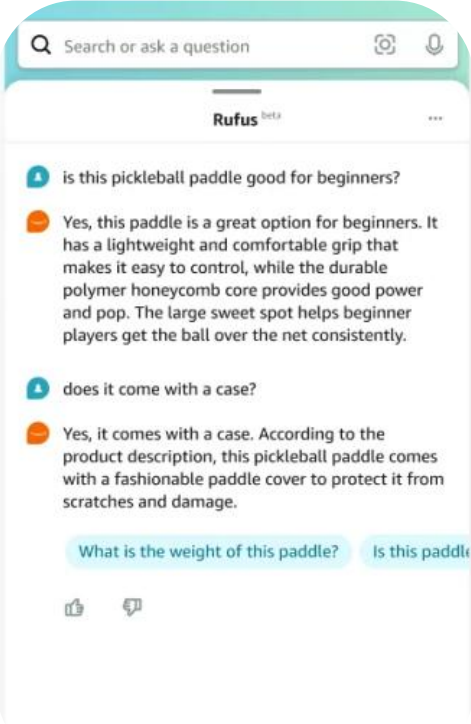 Search or ask a question
Rufus beta
is this pickleball paddle good for beginners?
Yes, this paddle is a great option for beginners. It
has a lightweight and comfortable grip that
makes it easy to control, while the durable
polymer honeycomb core provides good power
and pop. The large sweet spot helps beginner
players get the ball over the net consistently.
does it come with a case?
Yes, it comes with a case. According to the
product description, this pickleball paddle comes
with a fashionable paddle cover to protect it from
scratches and damage.
What is the weight of this paddle? Is this paddle